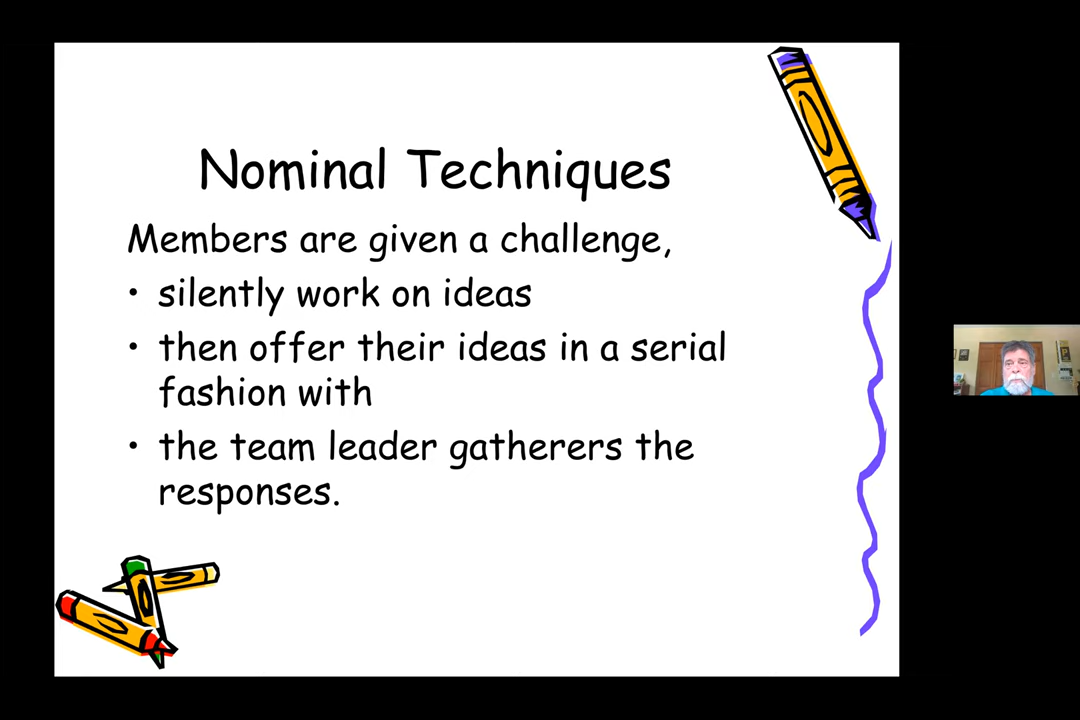 Nominal Techniques
Members are given a challenge,
• silently work on ideas
• then offer their ideas in a serial
fashion with
• the team leader gatherers the
responses.